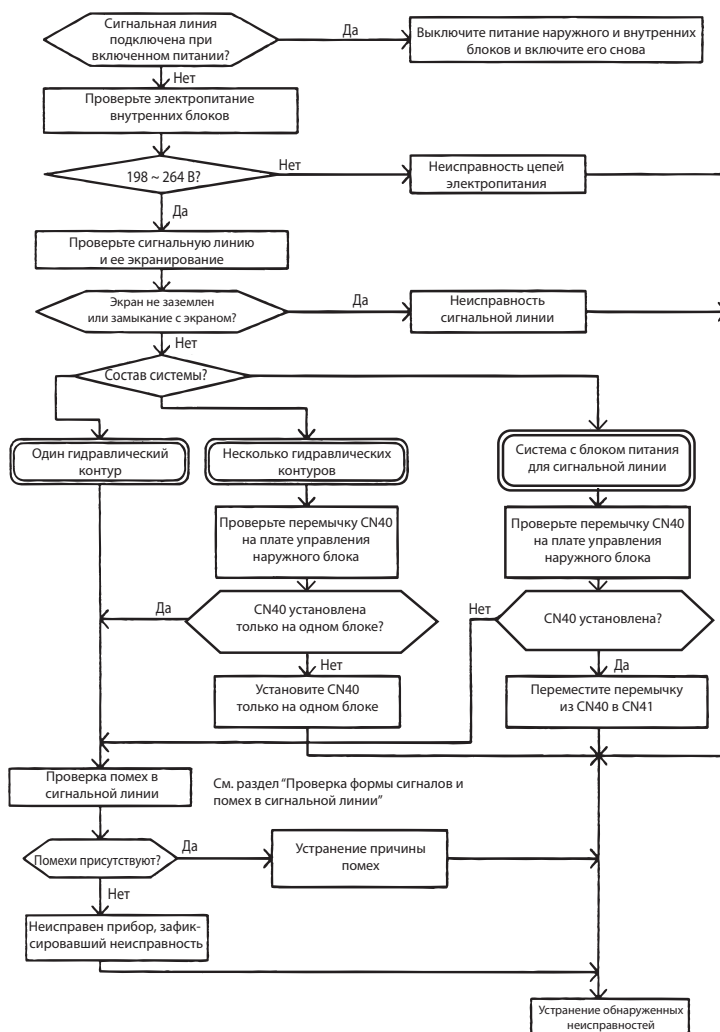 Сигнальная линия
подключена при
включенном питании?
Да
Выключите питание наружного и внутренних
блоков и включите его снова
Нет
Проверьте электропитание
внутренних блоков
198 ~ 264 В?
Нет
Неисправность цепей
электропитания
Да
Проверьте сигнальную линию
и ее экранирование
Экран не заземлен
или замыкание с экраном?
Да
Неисправность
сигнальной линии
Нет
Состав системы?
Один гидравлический
контур
Несколько гидравлических
контуров
Система с блоком питания
для сигнальной линии
Проверьте перемычку CN40
на плате управления
наружного блока
Проверьте перемычку CN40
на плате управления
наружного блока
Да
CN40 установлена
только на одном блоке?
Нет
CN40 установлена?
Нет
Да
Установите CN40
только на одном блоке
Переместите перемычку
из CN40 в CN41
Проверка помех в
сигнальной линии
См. раздел "Проверка формы сигналов и
помех в сигнальной линии"
Помехи присутствуют?
Да
Устранение причины
помех
Нет
Неисправен прибор, зафик-
сировавший неисправность
Устранение обнаруженных
неисправностей